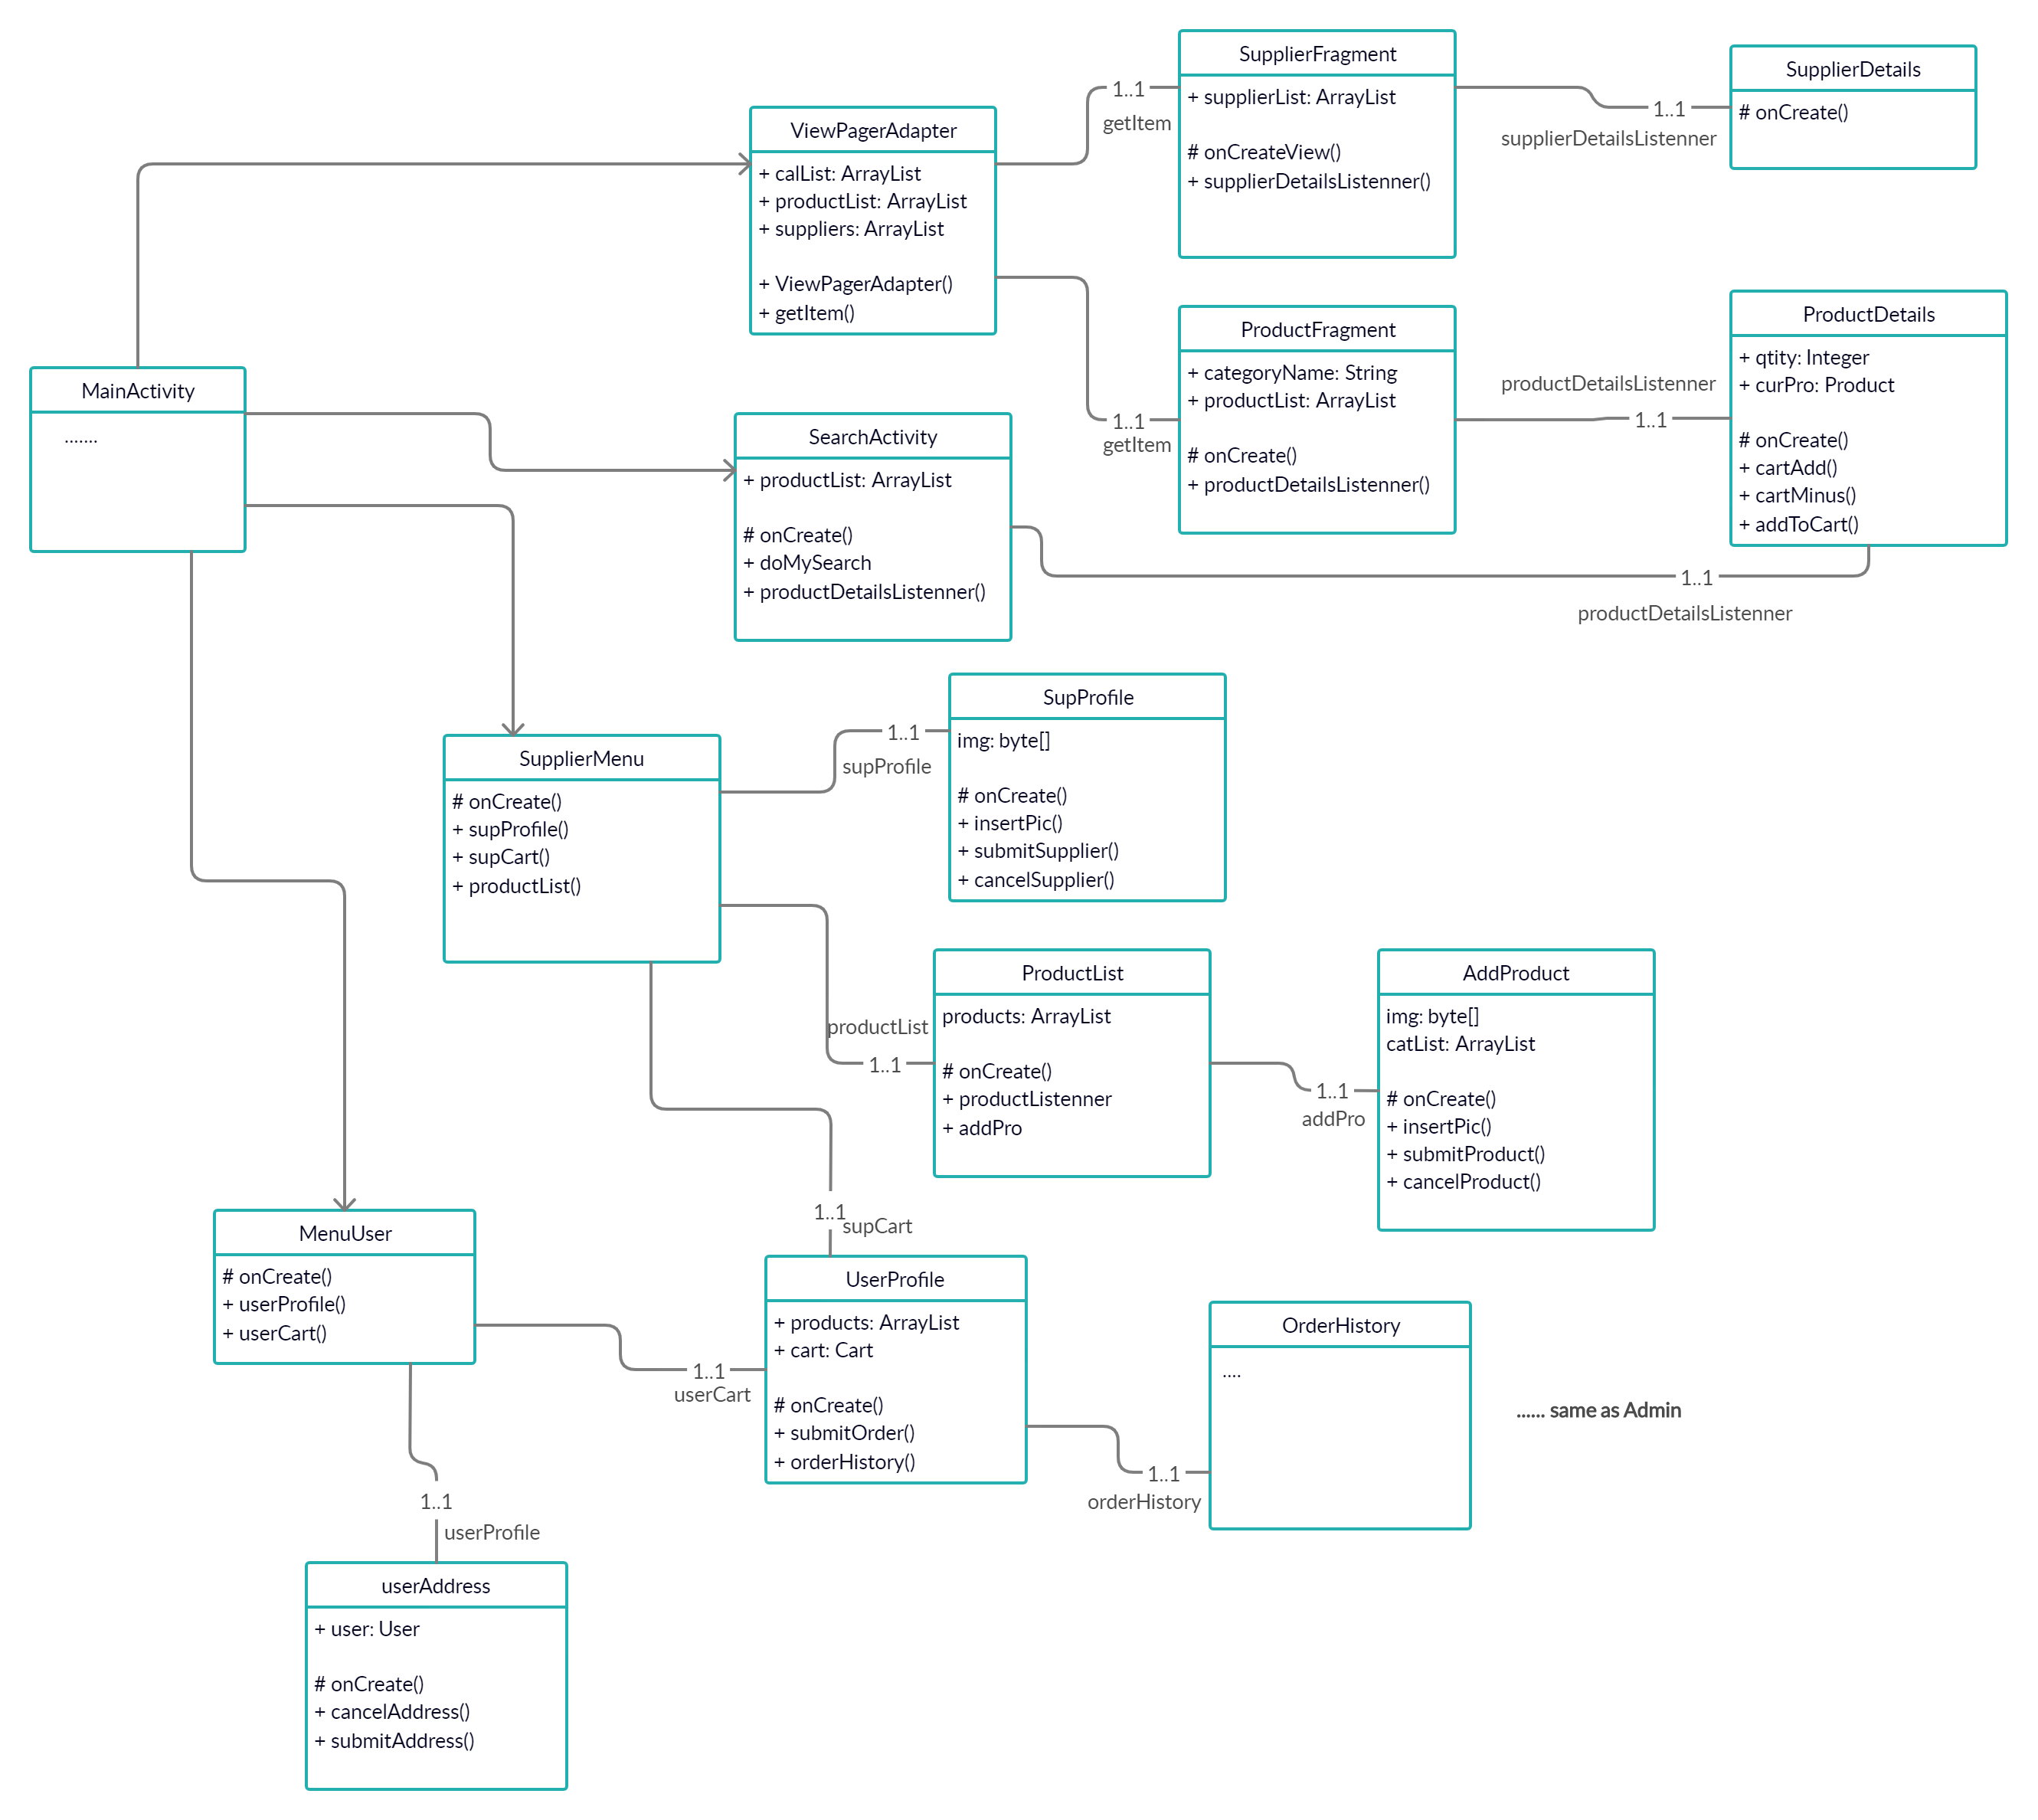 SupplierFragment
+ supplierList: ArrayList
# onCreateView()
+ supplierDetailsListenner()
1..1
getItem
SupplierDetails
# onCreate()
1..1
supplierDetailsListenner
ViewPagerAdapter
+ calList: ArrayList
+ productList: ArrayList
+ suppliers: ArrayList
+ ViewPagerAdapter()
+ getItem()
ProductFragment
+ categoryName: String
+ productList: ArrayList
# onCreate()
+ productDetailsListenner()
1..1
getItem
ProductDetails
+ qtity: Integer
+ curPro: Product
# onCreate()
+ cartAdd()
+ cartMinus()
+ addToCart()
productDetailsListenner
1..1
MainActivity
.......
SearchActivity
+ productList: ArrayList
# onCreate()
+ doMySearch
+ productDetailsListenner()
1..1
productDetailsListenner
SupplierMenu
# onCreate()
+ supProfile()
+ supCart()
+ productList()
1..1
supProfile
SupProfile
img: byte[]
# onCreate()
+ insertPic()
+ submitSupplier()
+ cancelSupplier()
productList
1..1
ProductList
products: ArrayList
# onCreate()
+ productListenner
+ addPro
1..1
addPro
AddProduct
img: byte[]
catList: ArrayList
# onCreate()
+ insertPic()
+ submitProduct()
+ cancelProduct()
1..1
supCart
MenuUser
# onCreate()
+ userProfile()
+ userCart()
1..1
userCart
UserProfile
+ products: ArrayList
+ cart: Cart
# onCreate()
+ submitOrder()
+ orderHistory()
1..1
orderHistory
OrderHistory
....
...... same as Admin
1..1
userProfile
userAddress
+ user: User
# onCreate()
+ cancelAddress()
+ submitAddress()